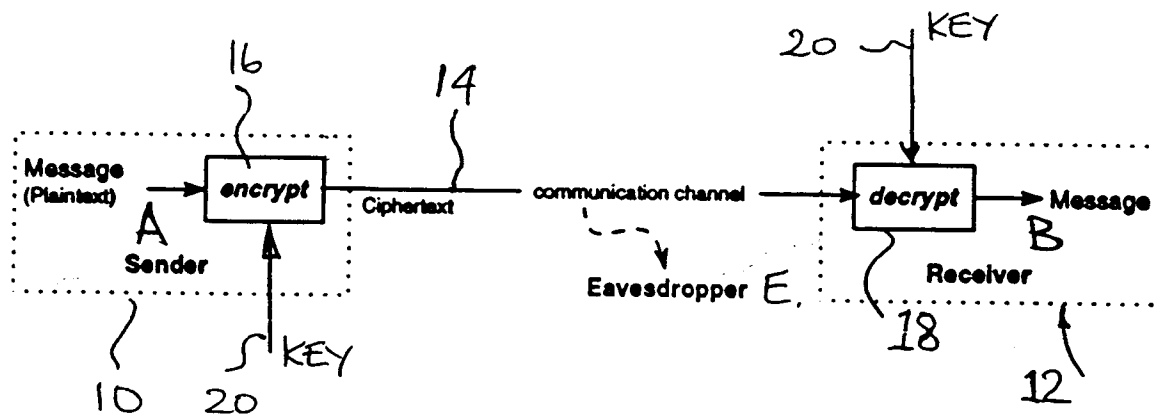 20 KEY
16
14
Message
(Plaintext)
encrypt
Ciphertext
communication channel
decrypt
Message
A
B
Sender
Eavesdropper E.
Receiver
18
KEY
10
20
12